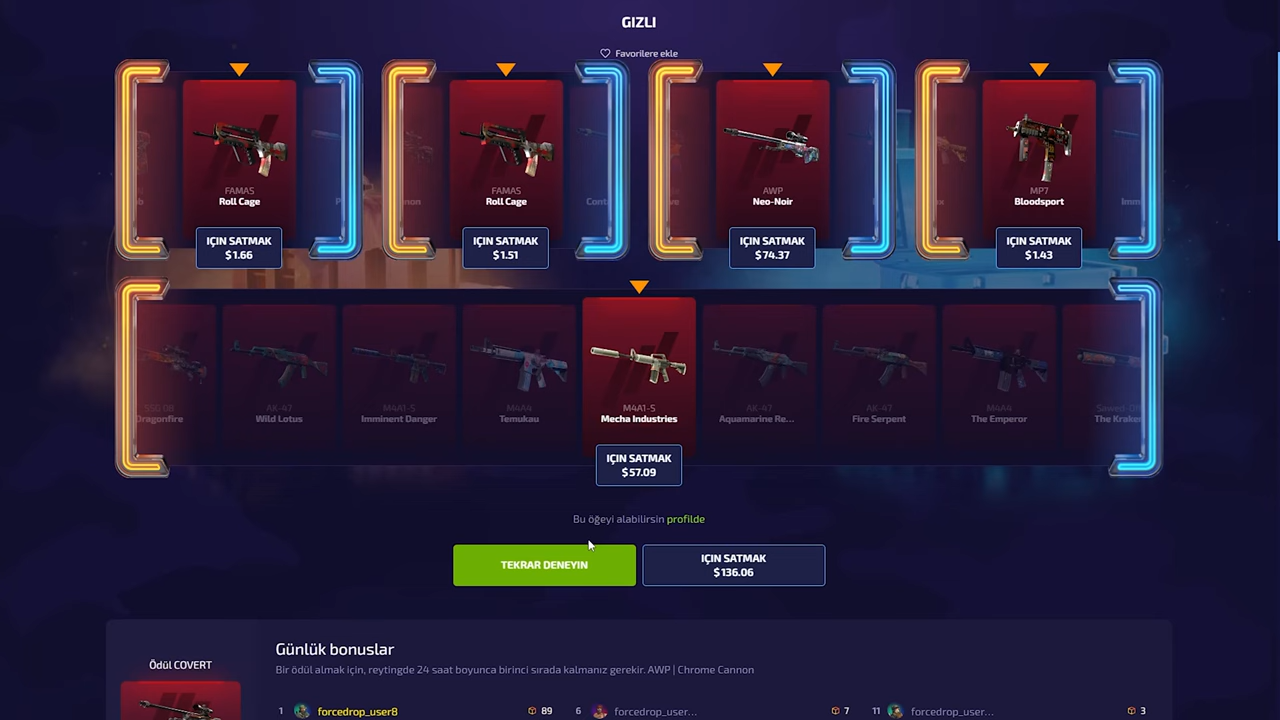 GIZLI
Favorilere ekle
FAMAS
Roll Cage
IÇIN SATMAK
$1.66
FAMAS
Roll Cage
IÇIN SATMAK
$1.51
AWP
Neo-Noir
IÇIN SATMAK
$74.37
MP7
Bloodsport
IÇIN SATMAK
$1.43
SSG 08
Dragonfire
AK-47
Wild Lotus
M4A1-S
Imminent Danger
M4A4
Temukau
M4A1-S
Mecha Industries
AK-47
Aquamarine Re...
AK-47
Fire Serpent
M4A4
The Emperor
Sawed-Off
The Kraken
IÇIN SATMAK
$57.09
Bu öğeyi alabilirsin profilde
TEKRAR DENEYIN
IÇIN SATMAK
$136.06
Ödül COVERT
Günlük bonuslar
Bir ödül almak için, reytingde 24 saat boyunca birinci sırada kalmanız gerekir. AWP | Chrome Cannon
1 forcedrop_user8 89
6 forcedrop_user... 7
11 forcedrop_user... 3